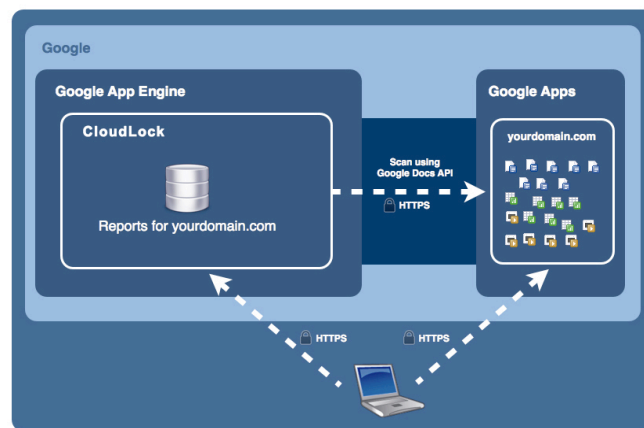 Google
Google App Engine
Google Apps
CloudLock
yourdomain.com
Scan using
Google Docs API
HTTPS
Reports for yourdomain.com
HTTPS
HTTPS